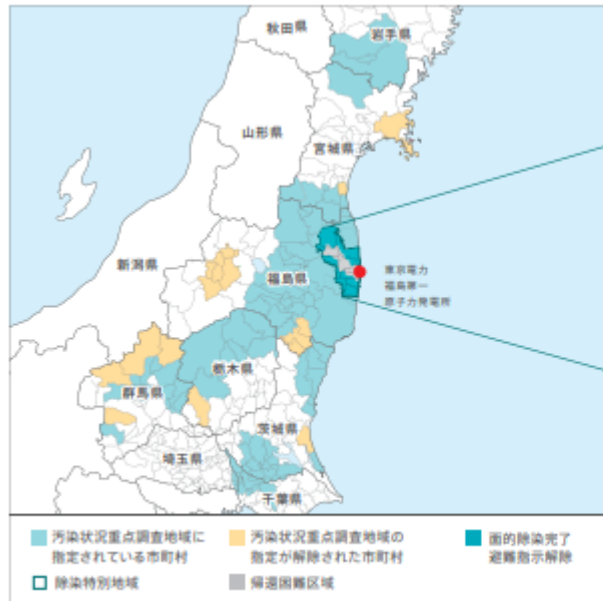 秋田県
岩手県
山形県
宮城県
新潟県
福島県
東京電力
福島第一
原子力発電所
栃木県
群馬県
茨城県
埼玉県
千葉県
汚染状況重点調査地域に
指定されている市町村
汚染状況重点調査地域の
指定が解除された市町村
面的除染完了
避難指示解除
除染特別地域
帰還困難区域